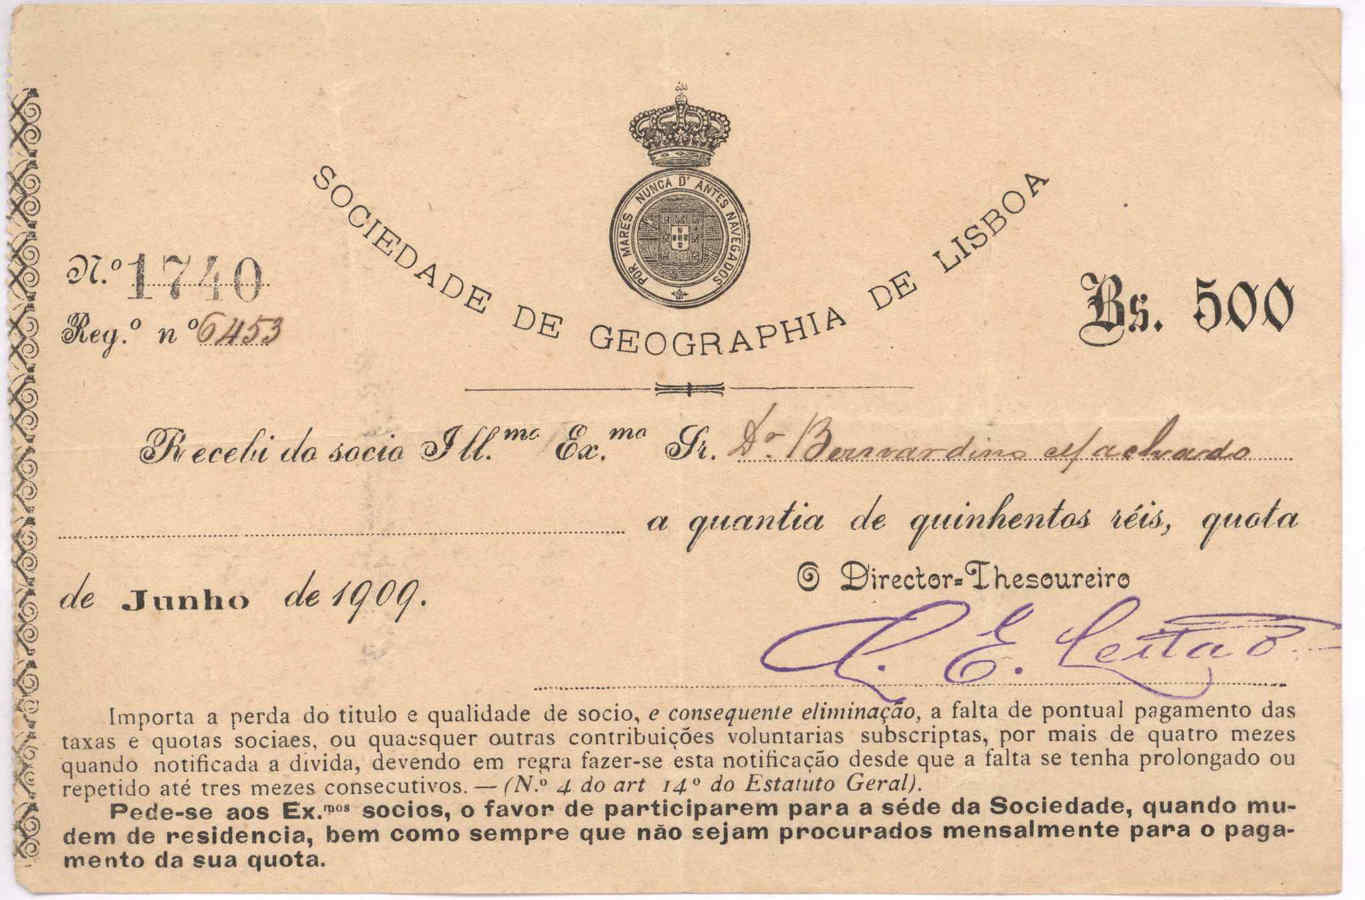 POR MARES NUNCA D'ANTES NAVEGADOS
SOCIEDADE DE GEOGRAPHIA DE LISBOA
N.º 1740
Reg.º nº 6453
Bs. 500
Recebi do socio Ill.mo Ex.mo Sr. Dr Bernardino Machado
a quantia de quinhentos réis, quota
de Junho de 1909.
O Director-Thesoureiro
C. E. Leitão
Importa a perda do titulo e qualidade de socio, e consequente eliminação, a falta de pontual pagamento das
taxas e quotas sociaes, ou quaesquer outras contribuições voluntarias subscriptas, por mais de quatro mezes
quando notificada a divida, devendo em regra fazer-se esta notificação desde que a falta se tenha prolongado ou
repetido até tres mezes consecutivos. — (N.º 4 do art 14º do Estatuto Geral).
Pede-se aos Ex.mos socios, o favor de participarem para a séde da Sociedade, quando mu-
dem de residencia, bem como sempre que não sejam procurados mensalmente para o paga-
mento da sua quota.